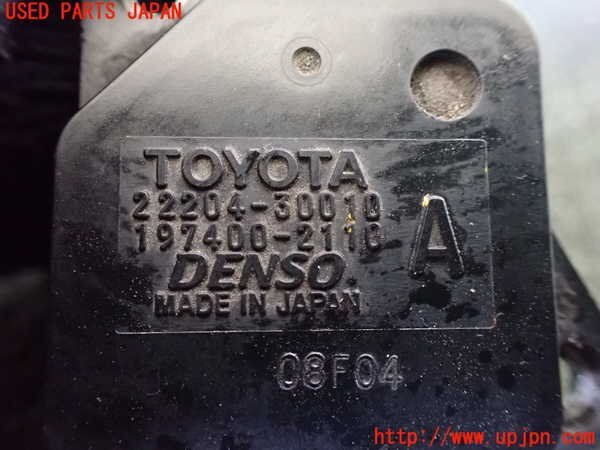 USED PARTS JAPAN
TOYOTA
22204-30010
197400-2110
A
DENSO
MADE IN JAPAN
08F04
http://www.upjpn.com